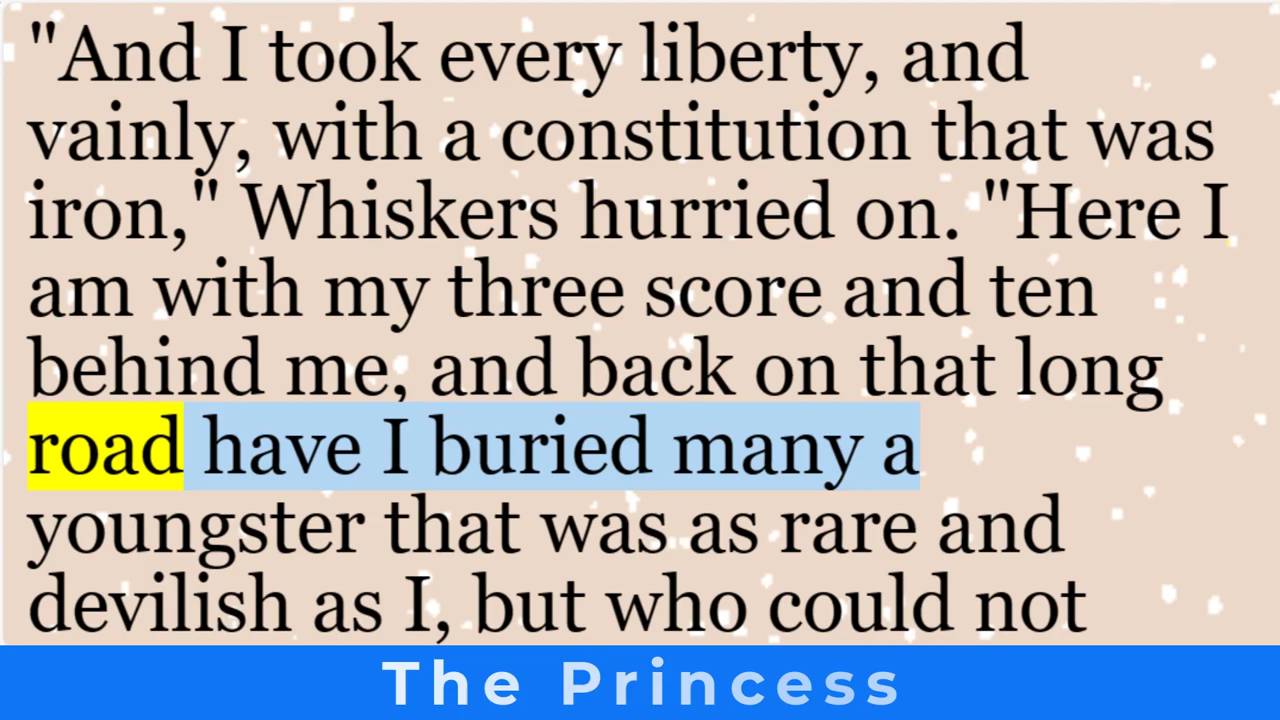 "And I took every liberty, and
vainly, with a constitution that was
iron," Whiskers hurried on. "Here I
am with my three score and ten
behind me, and back on that long
road have I buried many a
youngster that was as rare and
devilish as I, but who could not
The Princess